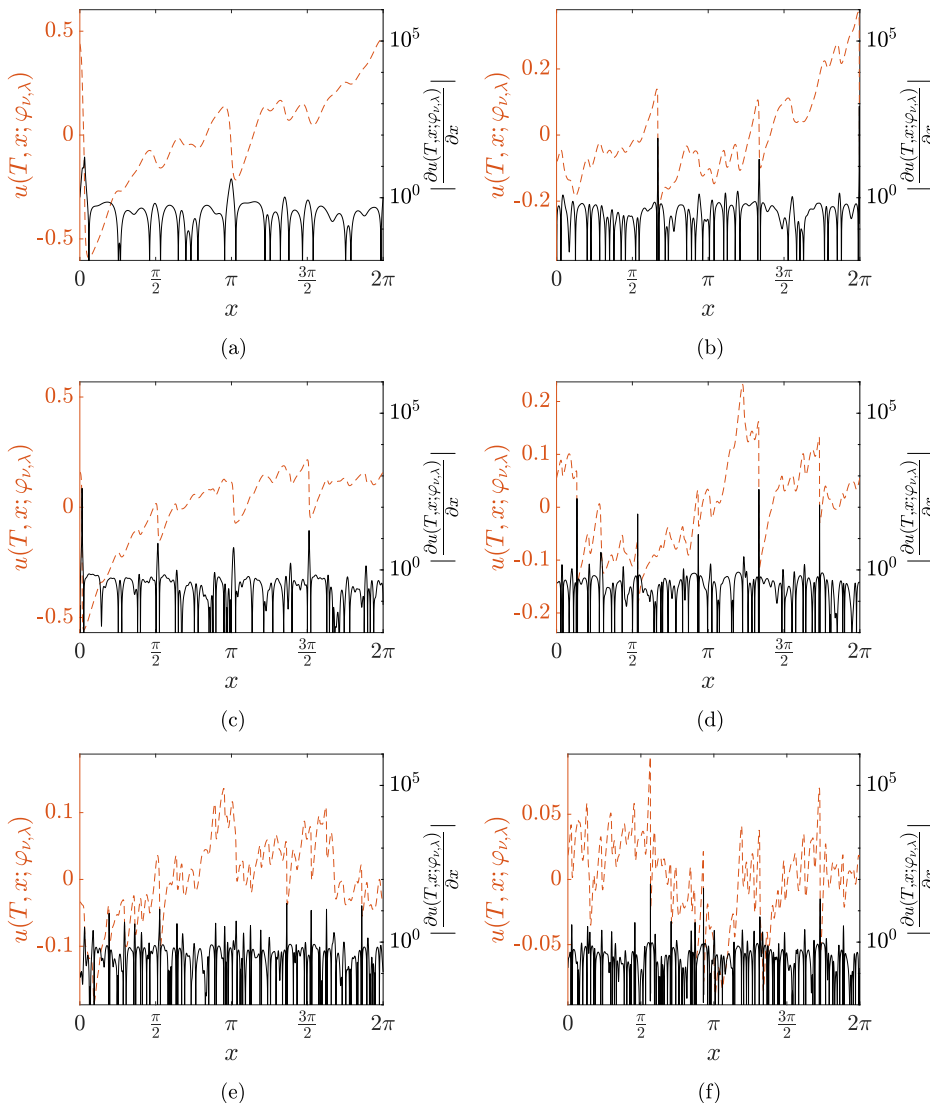 0.5
0
-0.5
u(T, x; φ_{ν,λ})
10^5
10^0
|∂u(T,x;φ_{ν,λ})/∂x|
0 π/2 π 3π/2 2π
x
(a)
0.2
0
-0.2
u(T, x; φ_{ν,λ})
10^5
10^0
|∂u(T,x;φ_{ν,λ})/∂x|
0 π/2 π 3π/2 2π
x
(b)
0.5
0
-0.5
u(T, x; φ_{ν,λ})
10^5
10^0
|∂u(T,x;φ_{ν,λ})/∂x|
0 π/2 π 3π/2 2π
x
(c)
0.2
0.1
0
-0.1
-0.2
u(T, x; φ_{ν,λ})
10^5
10^0
|∂u(T,x;φ_{ν,λ})/∂x|
0 π/2 π 3π/2 2π
x
(d)
0.1
0
-0.1
u(T, x; φ_{ν,λ})
10^5
10^0
|∂u(T,x;φ_{ν,λ})/∂x|
0 π/2 π 3π/2 2π
x
(e)
0.05
0
-0.05
u(T, x; φ_{ν,λ})
10^5
10^0
|∂u(T,x;φ_{ν,λ})/∂x|
0 π/2 π 3π/2 2π
x
(f)